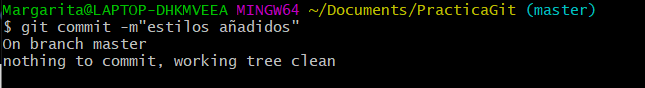 Margarita@LAPTOP-DHKMVEEA MINGW64 ~/Documents/PracticaGit (master)
$ git commit -m"estilos añadidos"
On branch master
nothing to commit, working tree clean